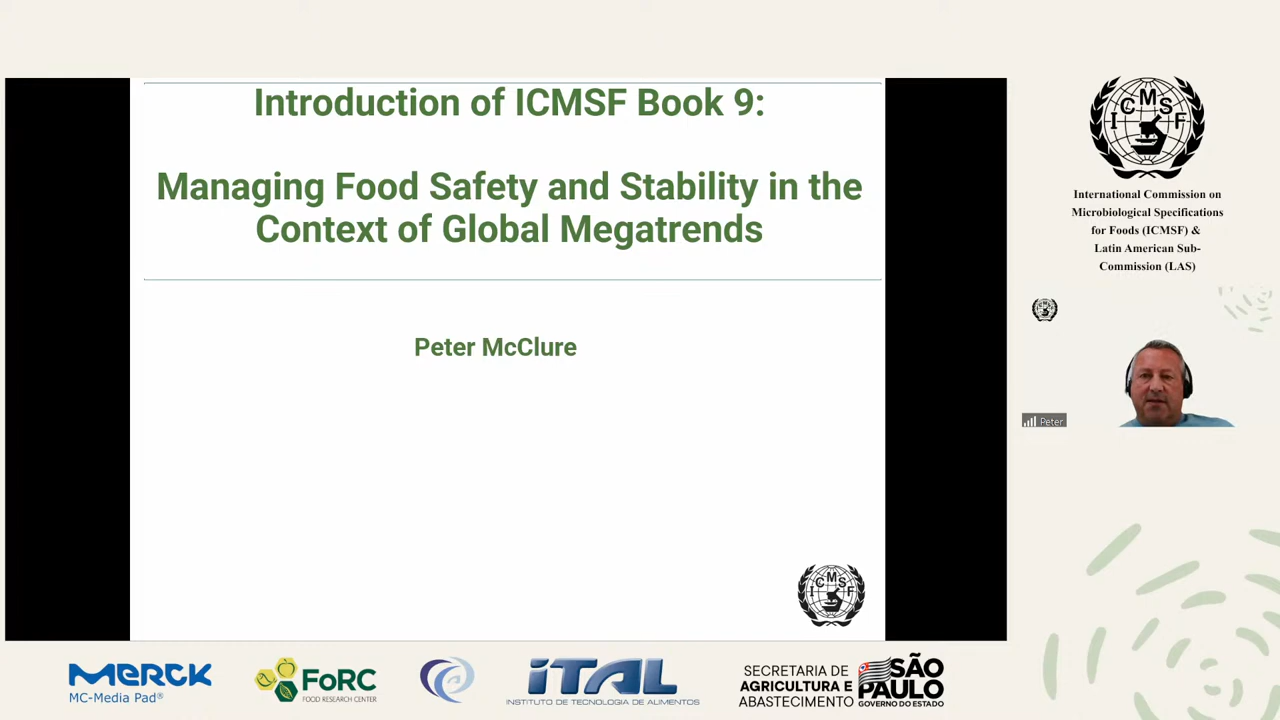 Introduction of ICMSF Book 9:
Managing Food Safety and Stability in the
Context of Global Megatrends
Peter McClure
ICMSF
ICMSF
International Commission on
Microbiological Specifications
for Foods (ICMSF) &
Latin American Sub-
Commission (LAS)
Peter
MERCK
MC-Media Pad®
FoRC
FOOD RESEARCH CENTER
iTAL
INSTITUTO DE TECNOLOGIA DE ALIMENTOS
SECRETARIA DE
AGRICULTURA E
ABASTECIMENTO
SÃO
PAULO
GOVERNO DO ESTADO